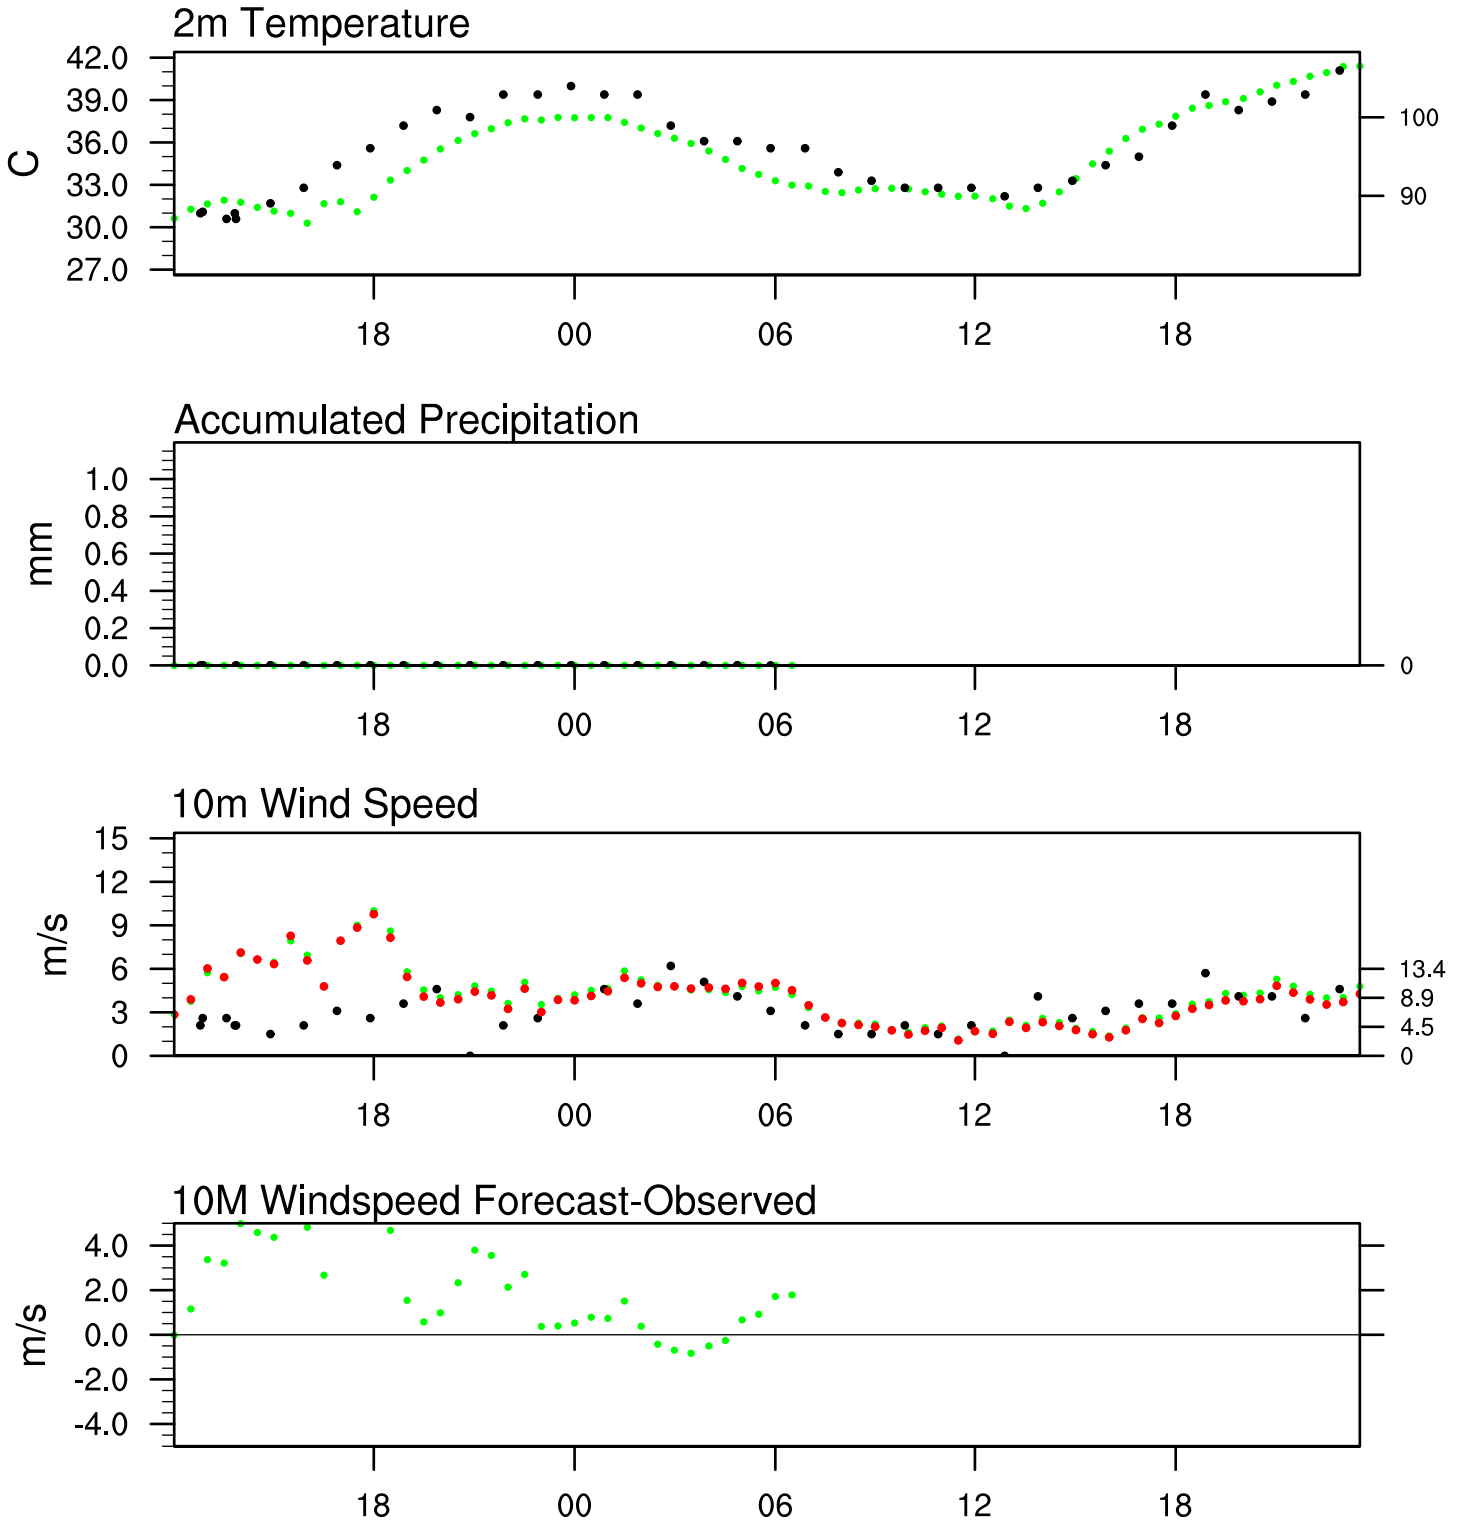 2m Temperature
42.0
39.0
36.0
33.0
30.0
27.0
C
100
90
18 00 06 12 18
Accumulated Precipitation
1.0
0.8
0.6
0.4
0.2
0.0
mm
0
18 00 06 12 18
10m Wind Speed
15
12
9
6
3
0
m/s
13.4
8.9
4.5
0
18 00 06 12 18
10M Windspeed Forecast-Observed
4.0
2.0
0.0
-2.0
-4.0
m/s
18 00 06 12 18